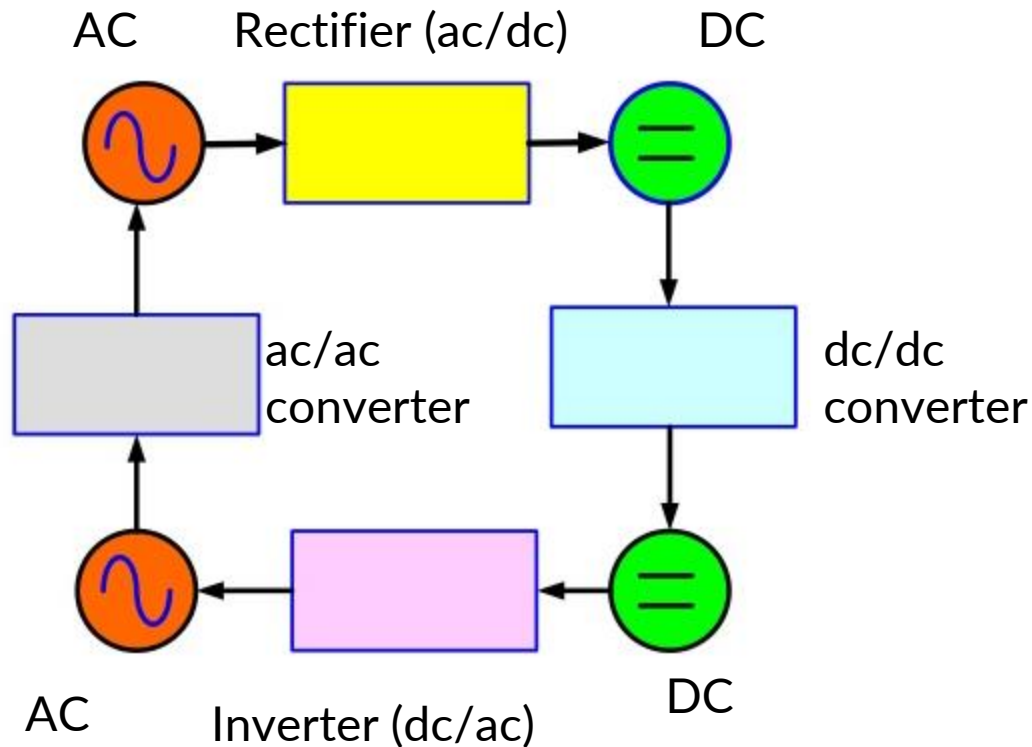 AC
Rectifier (ac/dc)
DC
ac/ac
converter
dc/dc
converter
AC
Inverter (dc/ac)
DC